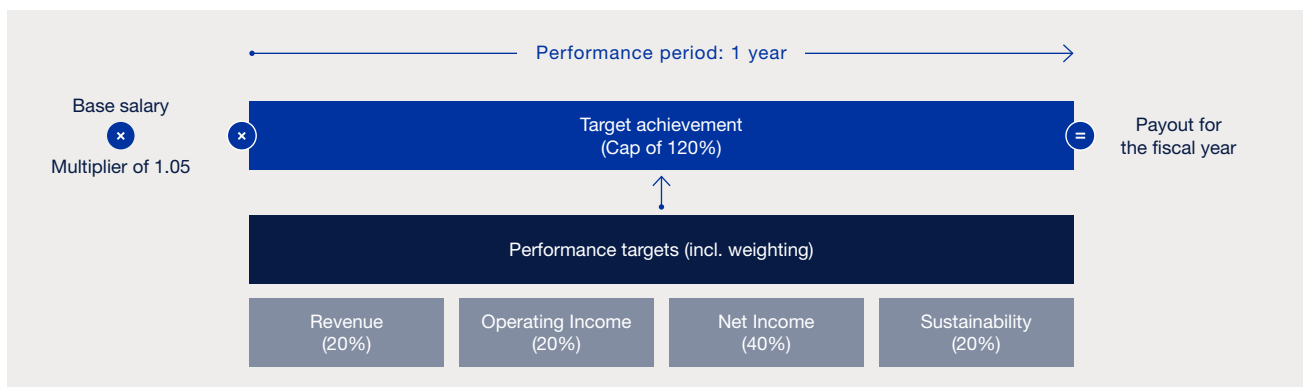 Performance period: 1 year
Base salary
×
Multiplier of 1.05
×
Target achievement
(Cap of 120%)
=
Payout for
the fiscal year
Performance targets (incl. weighting)
Revenue
(20%)
Operating Income
(20%)
Net Income
(40%)
Sustainability
(20%)